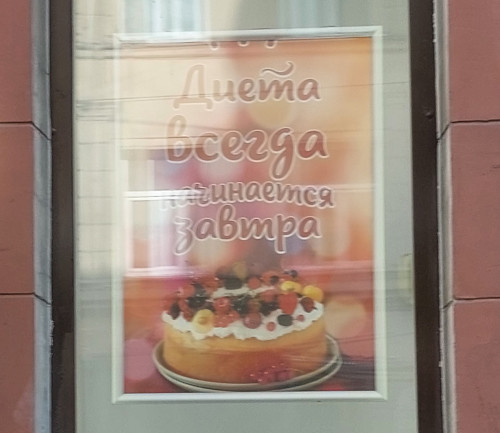 Диета
всегда
начинается
завтра